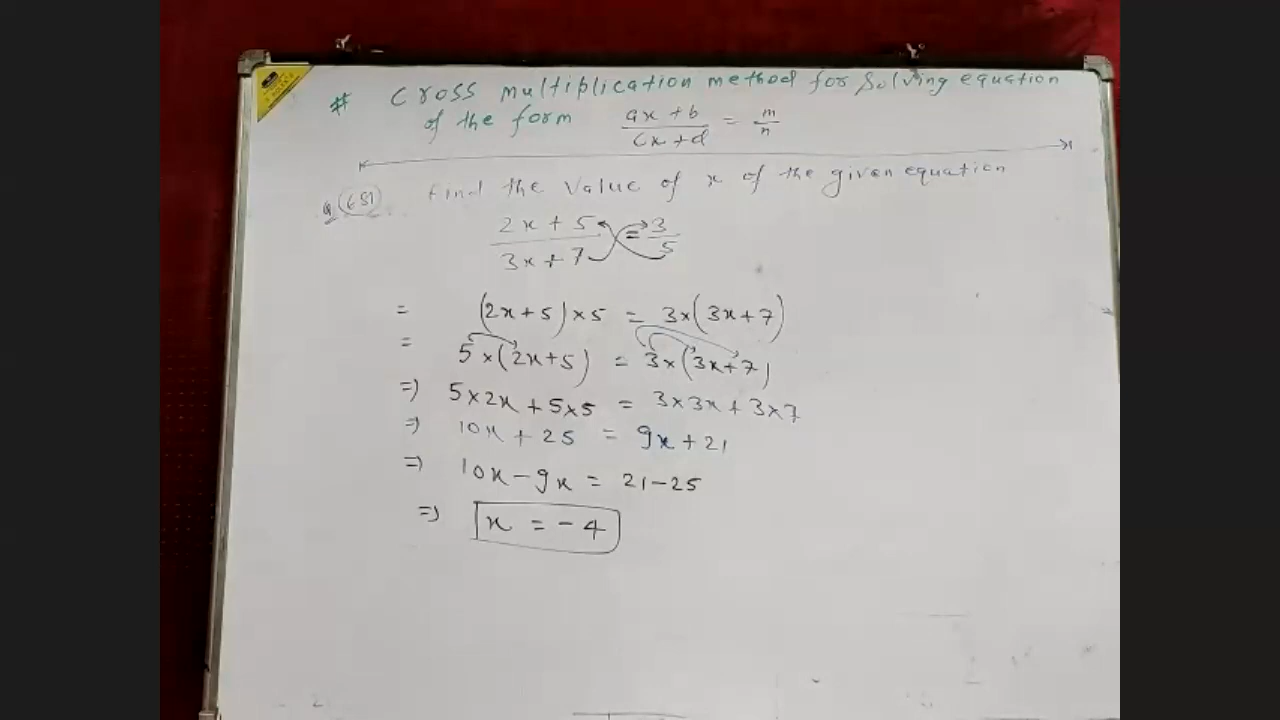 # Cross multiplication method for solving equation
of the form (ax + b)/(cx + d) = m/n
Q (651) Find the value of x of the given equation
(2x + 5)/(3x + 7) = 3/5
= (2x + 5) × 5 = 3 × (3x + 7)
= 5 × (2x + 5) = 3 × (3x + 7)
⇒ 5 × 2x + 5 × 5 = 3 × 3x + 3 × 7
⇒ 10x + 25 = 9x + 21
⇒ 10x − 9x = 21 − 25
⇒ x = − 4